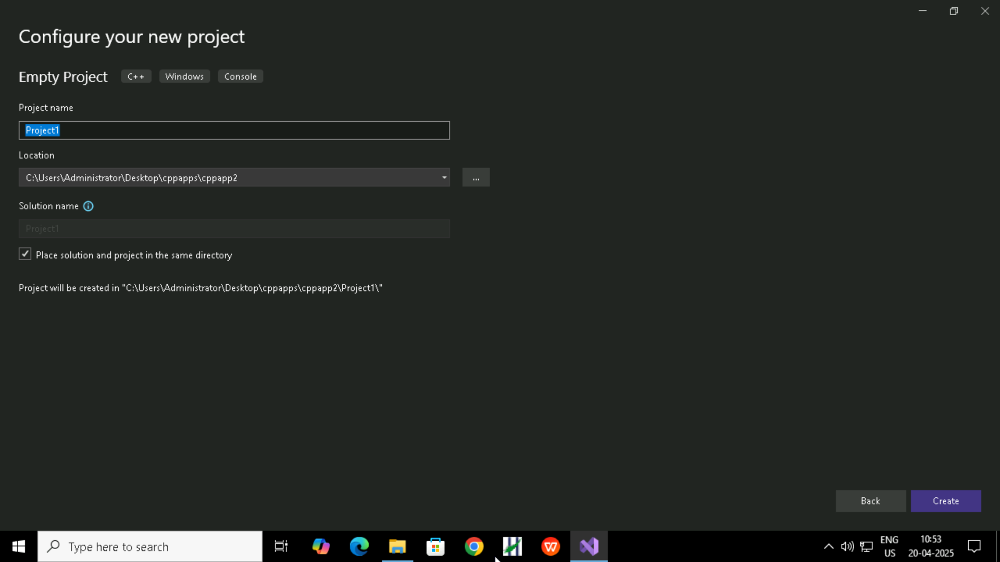 Configure your new project
Empty Project C++ Windows Console
Project name
Project1
Location
C:\Users\Administrator\Desktop\cppapps\cppapp2
...
Solution name
Project1
Place solution and project in the same directory
Project will be created in "C:\Users\Administrator\Desktop\cppapps\cppapp2\Project1\"
Back Create
Type here to search
ENG
US
10:53
20-04-2025